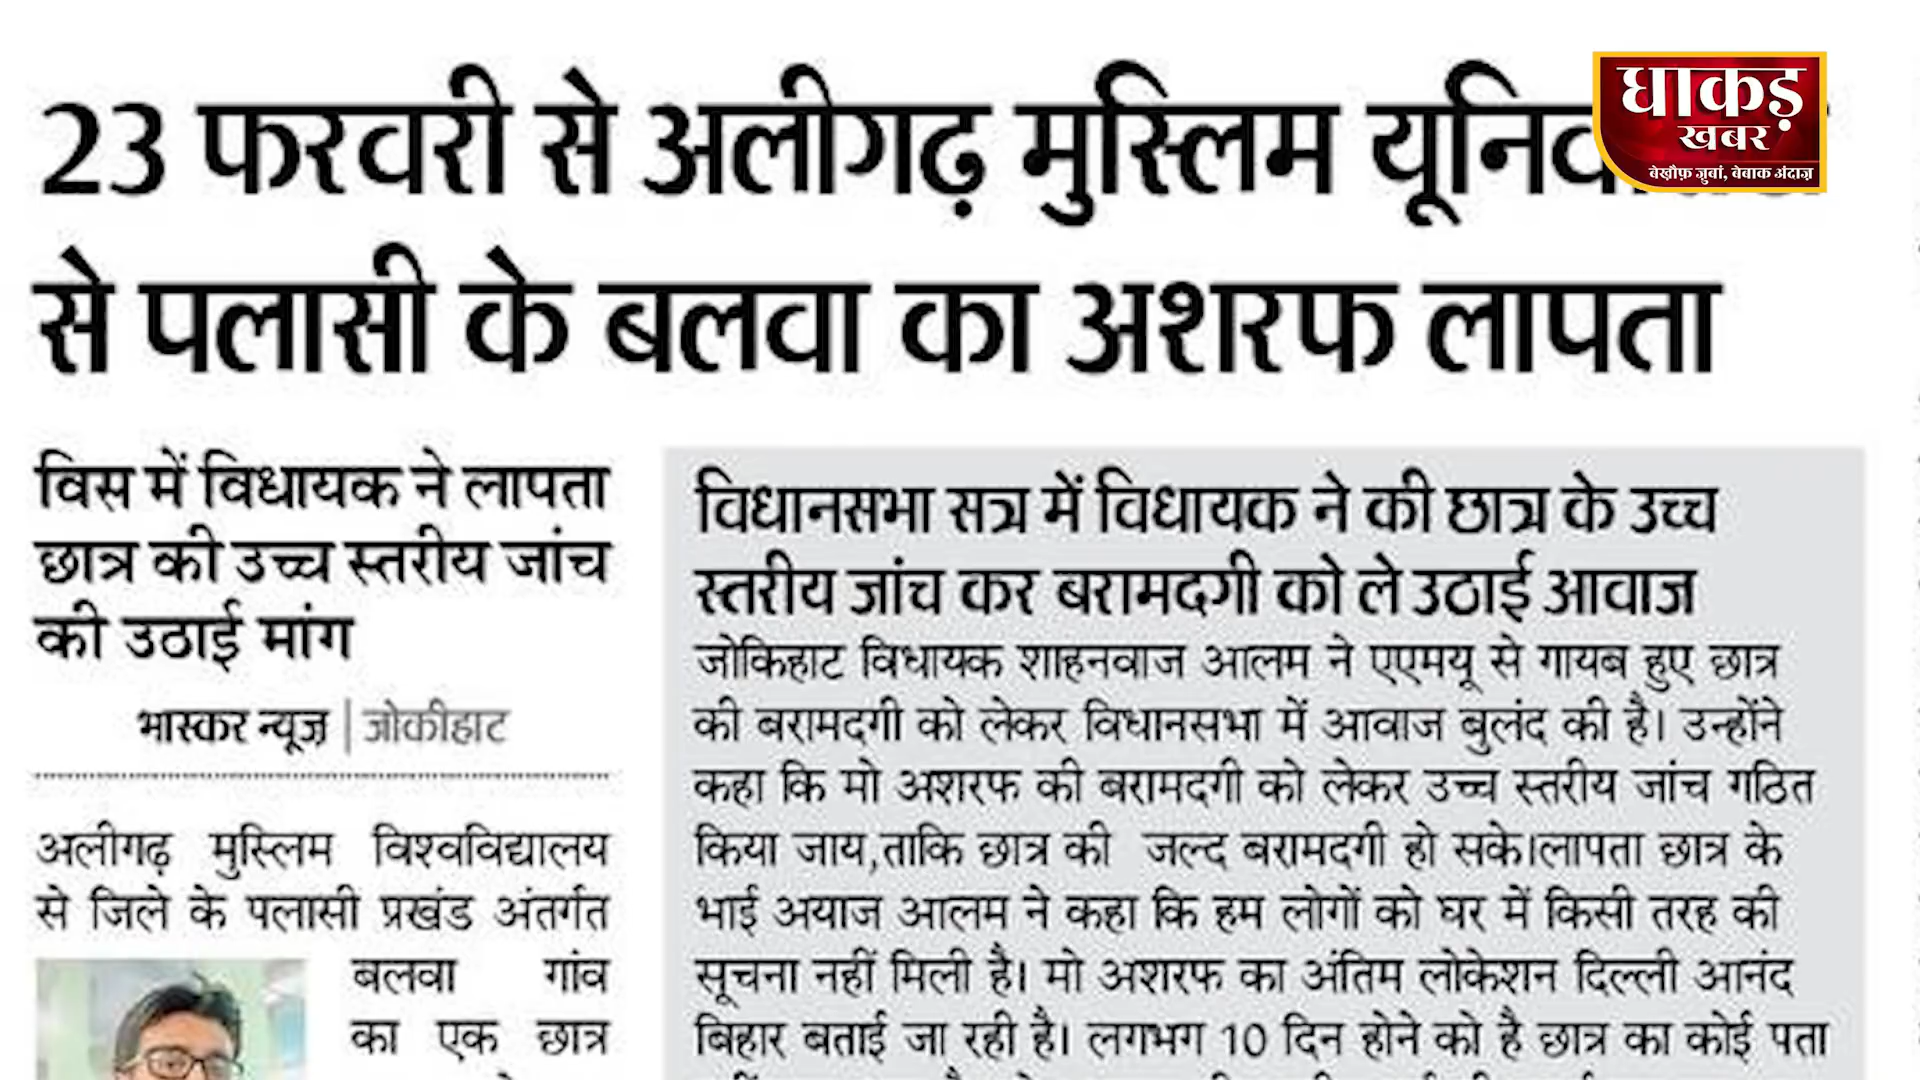 23 फरवरी से अलीगढ़ मुस्लिम
से पलासी के बलवा का अशरफ लापता
धाकड़
खबर
बेख़ौफ़ जुबां, बेबाक अंदाज़
विस में विधायक ने लापता
छात्र की उच्च स्तरीय जांच
की उठाई मांग
भास्कर न्यूज़ | जोकीहाट
अलीगढ़ मुस्लिम विश्वविद्यालय
से जिले के पलासी प्रखंड अंतर्गत
बलवा गांव
का एक छात्र
विधानसभा सत्र में विधायक ने की छात्र के उच्च
स्तरीय जांच कर बरामदगी को ले उठाई आवाज
जोकिहाट विधायक शाहनवाज आलम ने एएमयू से गायब हुए छात्र
की बरामदगी को लेकर विधानसभा में आवाज बुलंद की है। उन्होंने
कहा कि मो अशरफ की बरामदगी को लेकर उच्च स्तरीय जांच गठित
किया जाय,ताकि छात्र की जल्द बरामदगी हो सके।लापता छात्र के
भाई अयाज आलम ने कहा कि हम लोगों को घर में किसी तरह की
सूचना नहीं मिली है। मो अशरफ का अंतिम लोकेशन दिल्ली आनंद
बिहार बताई जा रही है। लगभग 10 दिन होने को है छात्र का कोई पता